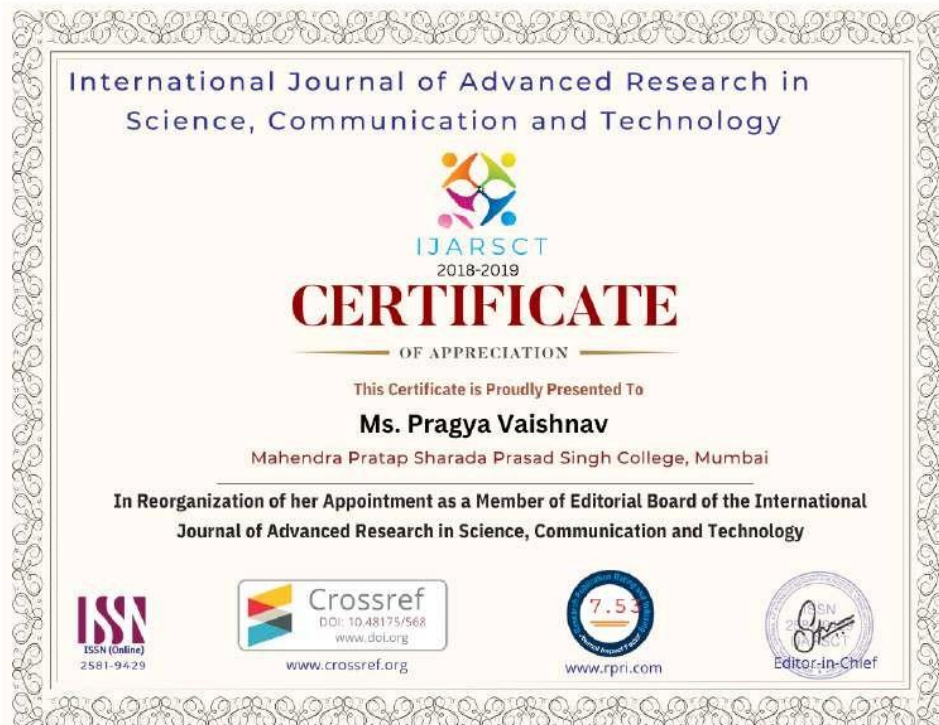 International Journal of Advanced Research in
Science, Communication and Technology
IJARSCT
2018-2019
CERTIFICATE
OF APPRECIATION
This Certificate is Proudly Presented To
Ms. Pragya Vaishnav
Mahendra Pratap Sharada Prasad Singh College, Mumbai
In Reorganization of her Appointment as a Member of Editorial Board of the International
Journal of Advanced Research in Science, Communication and Technology
ISSN
ISSN (Online)
2581-9429
Crossref
DOI: 10.48175/568
www.doi.org
www.crossref.org
7.53
www.rpri.com
ISSN
Editor-in-Chief